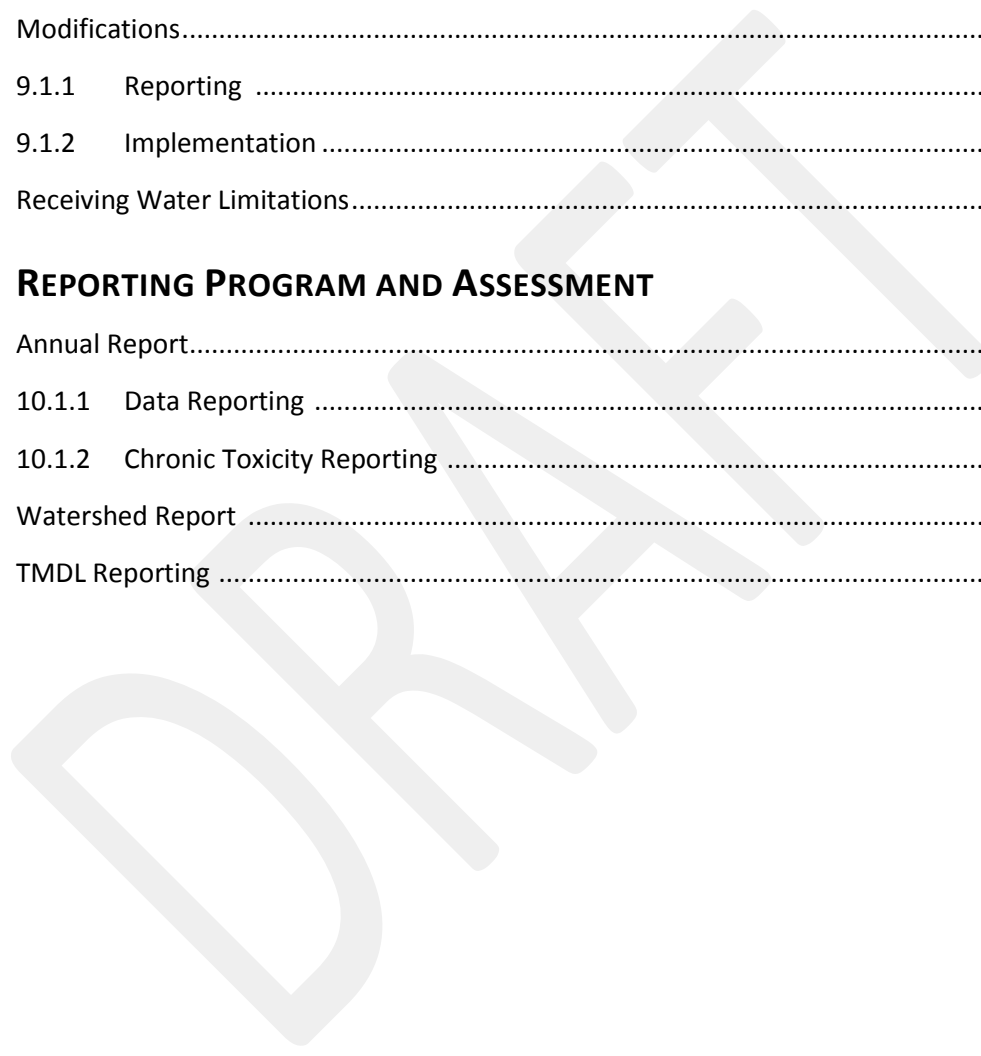 Modifications....................................................................................................
9.1.1 Reporting ..........................................................................................
9.1.2 Implementation .................................................................................
Receiving Water Limitations..............................................................................
REPORTING PROGRAM AND ASSESSMENT
Annual Report...................................................................................................
10.1.1 Data Reporting ..................................................................................
10.1.2 Chronic Toxicity Reporting .................................................................
Watershed Report ............................................................................................
TMDL Reporting ...............................................................................................
DRAFT